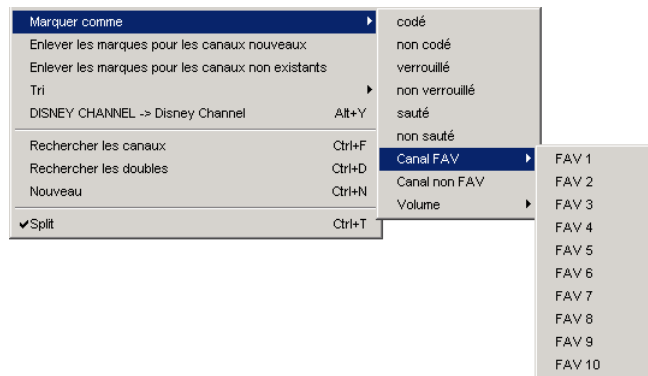 Marquer comme
Enlever les marques pour les canaux nouveaux
Enlever les marques pour les canaux non existants
Tri
DISNEY CHANNEL -> Disney Channel Alt+Y
Rechercher les canaux Ctrl+F
Rechercher les doubles Ctrl+D
Nouveau Ctrl+N
Split Ctrl+T
codé
non codé
verrouillé
non verrouillé
sauté
non sauté
Canal FAV
Canal non FAV
Volume
FAV 1
FAV 2
FAV 3
FAV 4
FAV 5
FAV 6
FAV 7
FAV 8
FAV 9
FAV 10